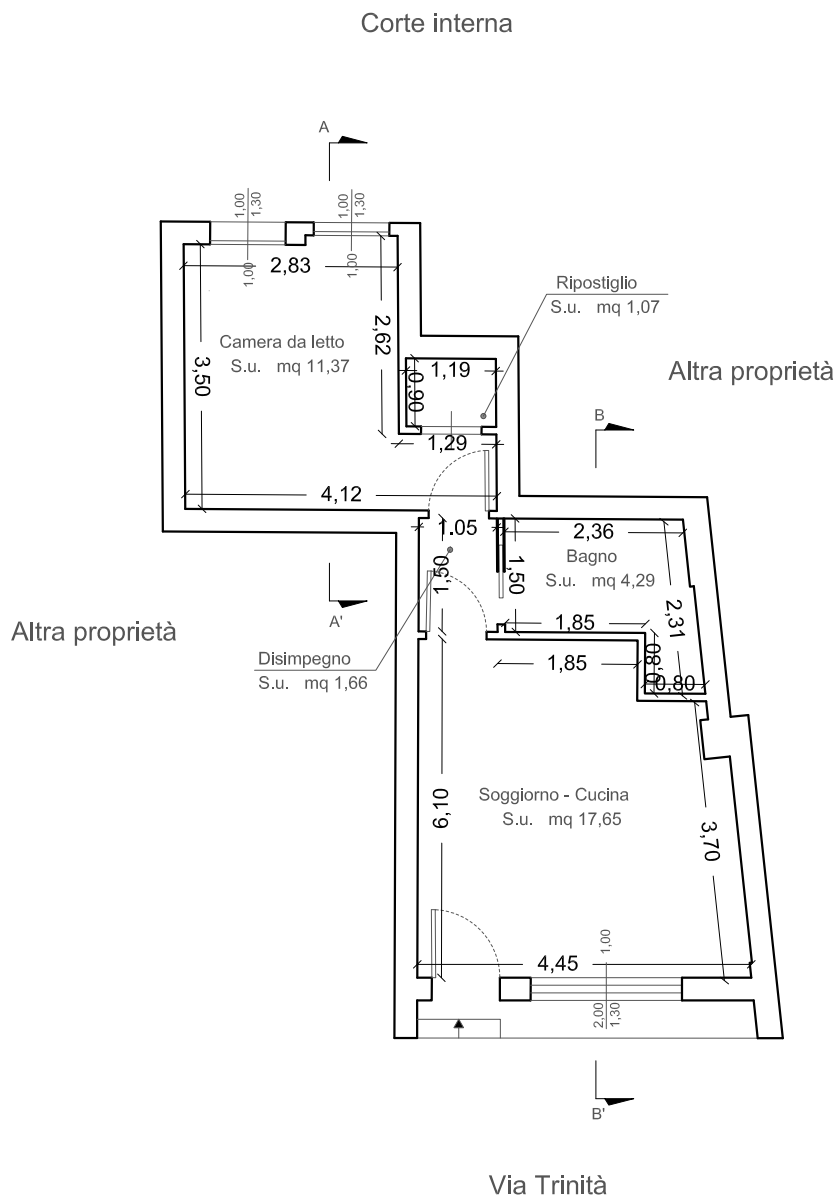 Corte interna
A
1,00
1,30
1,00
1,00
1,30
1,00
2,83
Ripostiglio
S.u. mq 1,07
2,62
Camera da letto
S.u. mq 11,37
3,50
1,19
0,90
Altra proprietà
B
1,29
4,12
1.05
2,36
Bagno
S.u. mq 4,29
1,50
1,50
2,31
A'
Altra proprietà
1,85
Disimpegno
S.u. mq 1,66
1,85
0,80
0,80
Soggiorno - Cucina
S.u. mq 17,65
6,10
3,70
4,45
1,00
2,00
1,30
B'
Via Trinità